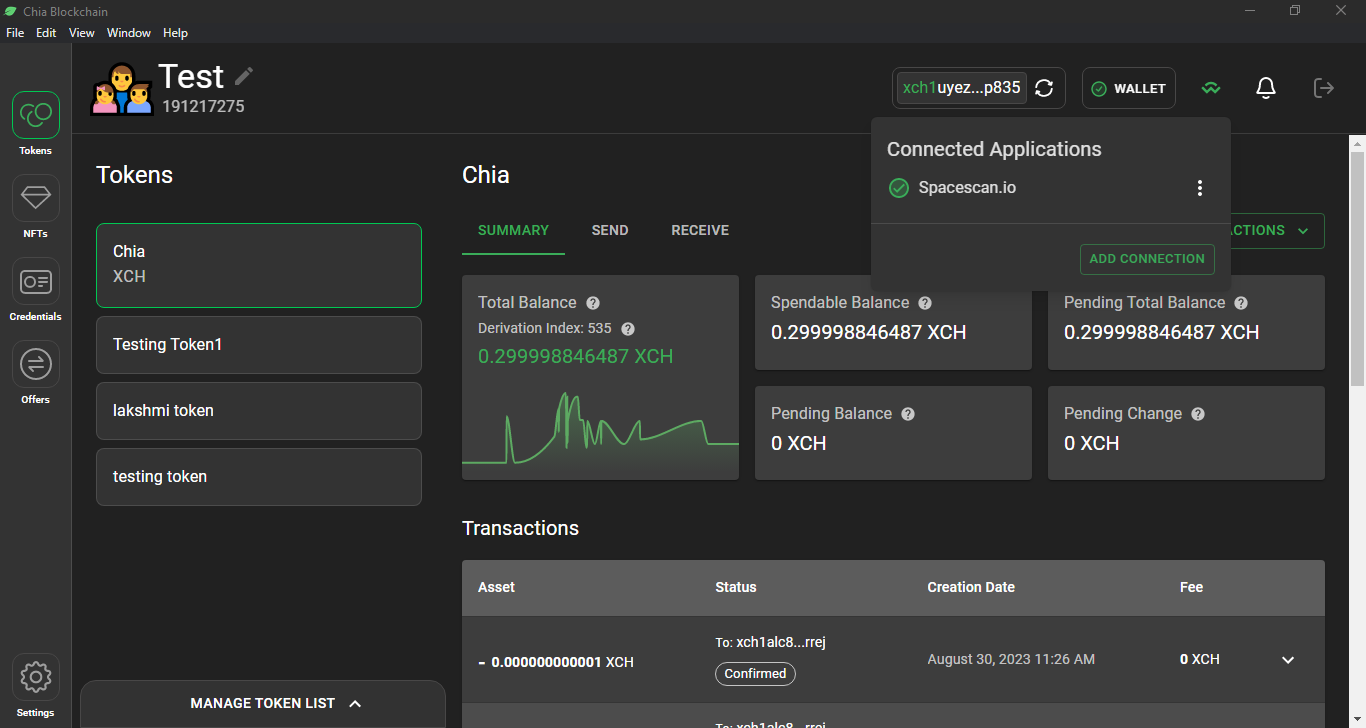 Chia Blockchain
File Edit View Window Help
Test
191217275
xch1uyez...p835
WALLET
Tokens
NFTs
Credentials
Offers
Settings
Tokens
Chia
XCH
Testing Token1
lakshmi token
testing token
MANAGE TOKEN LIST
Chia
SUMMARY SEND RECEIVE
CTIONS
Connected Applications
Spacescan.io
ADD CONNECTION
Total Balance ?
Derivation Index: 535 ?
0.299998846487 XCH
Spendable Balance ?
0.299998846487 XCH
Pending Total Balance ?
0.299998846487 XCH
Pending Balance ?
0 XCH
Pending Change ?
0 XCH
Transactions
Asset Status Creation Date Fee
- 0.000000000001 XCH
To: xch1alc8...rrej
Confirmed
August 30, 2023 11:26 AM
0 XCH
To: xch1alc8...rrej